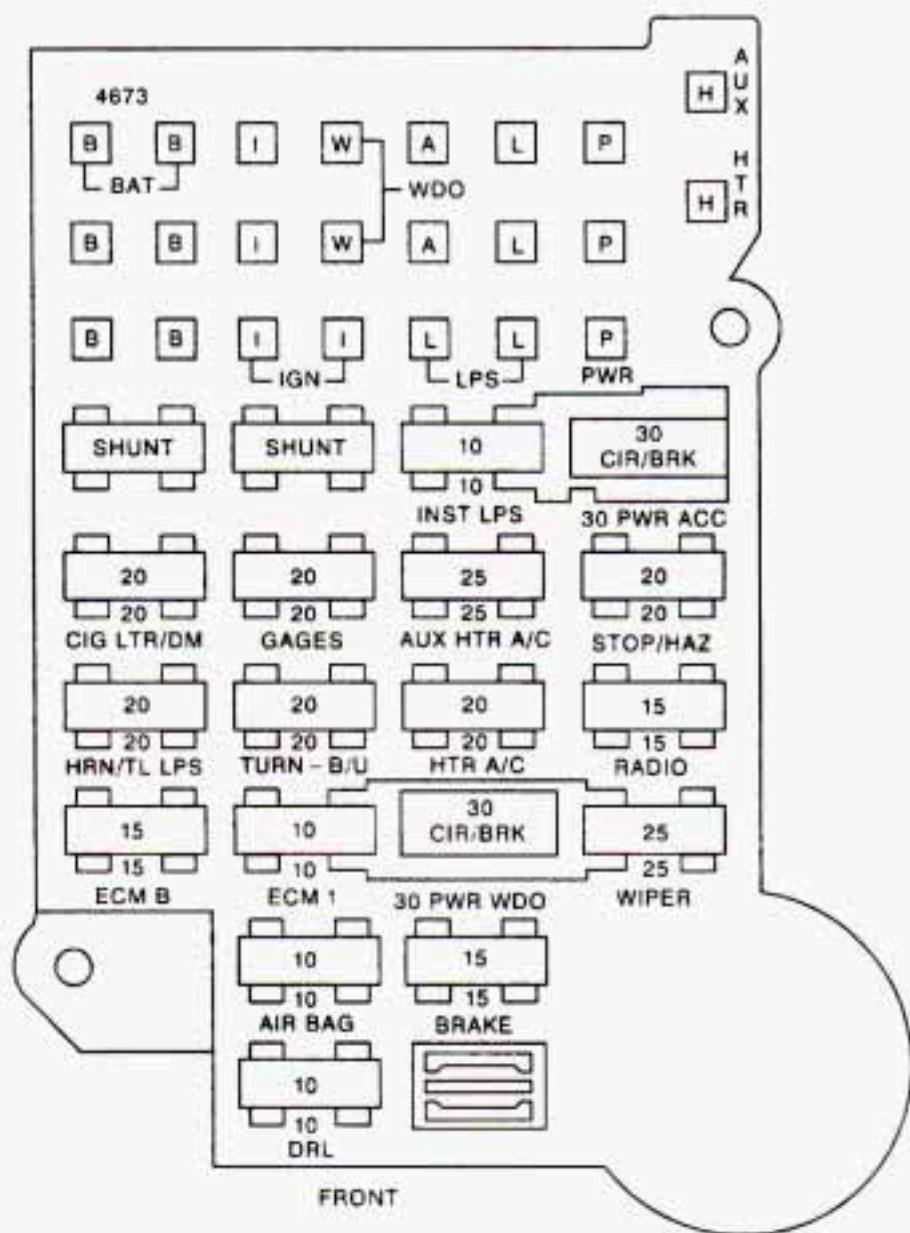 AUX HTR
H
H
4673
B B I W A L P
BAT WDO
B B I W A L P
B B I I L L P
IGN LPS PWR
SHUNT SHUNT 10 30 CIR/BRK
10
INST LPS 30 PWR ACC
20 20 25 20
20 20 25 20
CIG LTR/DM GAGES AUX HTR A/C STOP/HAZ
20 20 20 15
20 20 20 15
HRN/TL LPS TURN – B/U HTR A/C RADIO
15 10 30 CIR/BRK 25
15 10 25
ECM B ECM 1 30 PWR WDO WIPER
10 15
10 15
AIR BAG BRAKE
10
10
DRL
FRONT